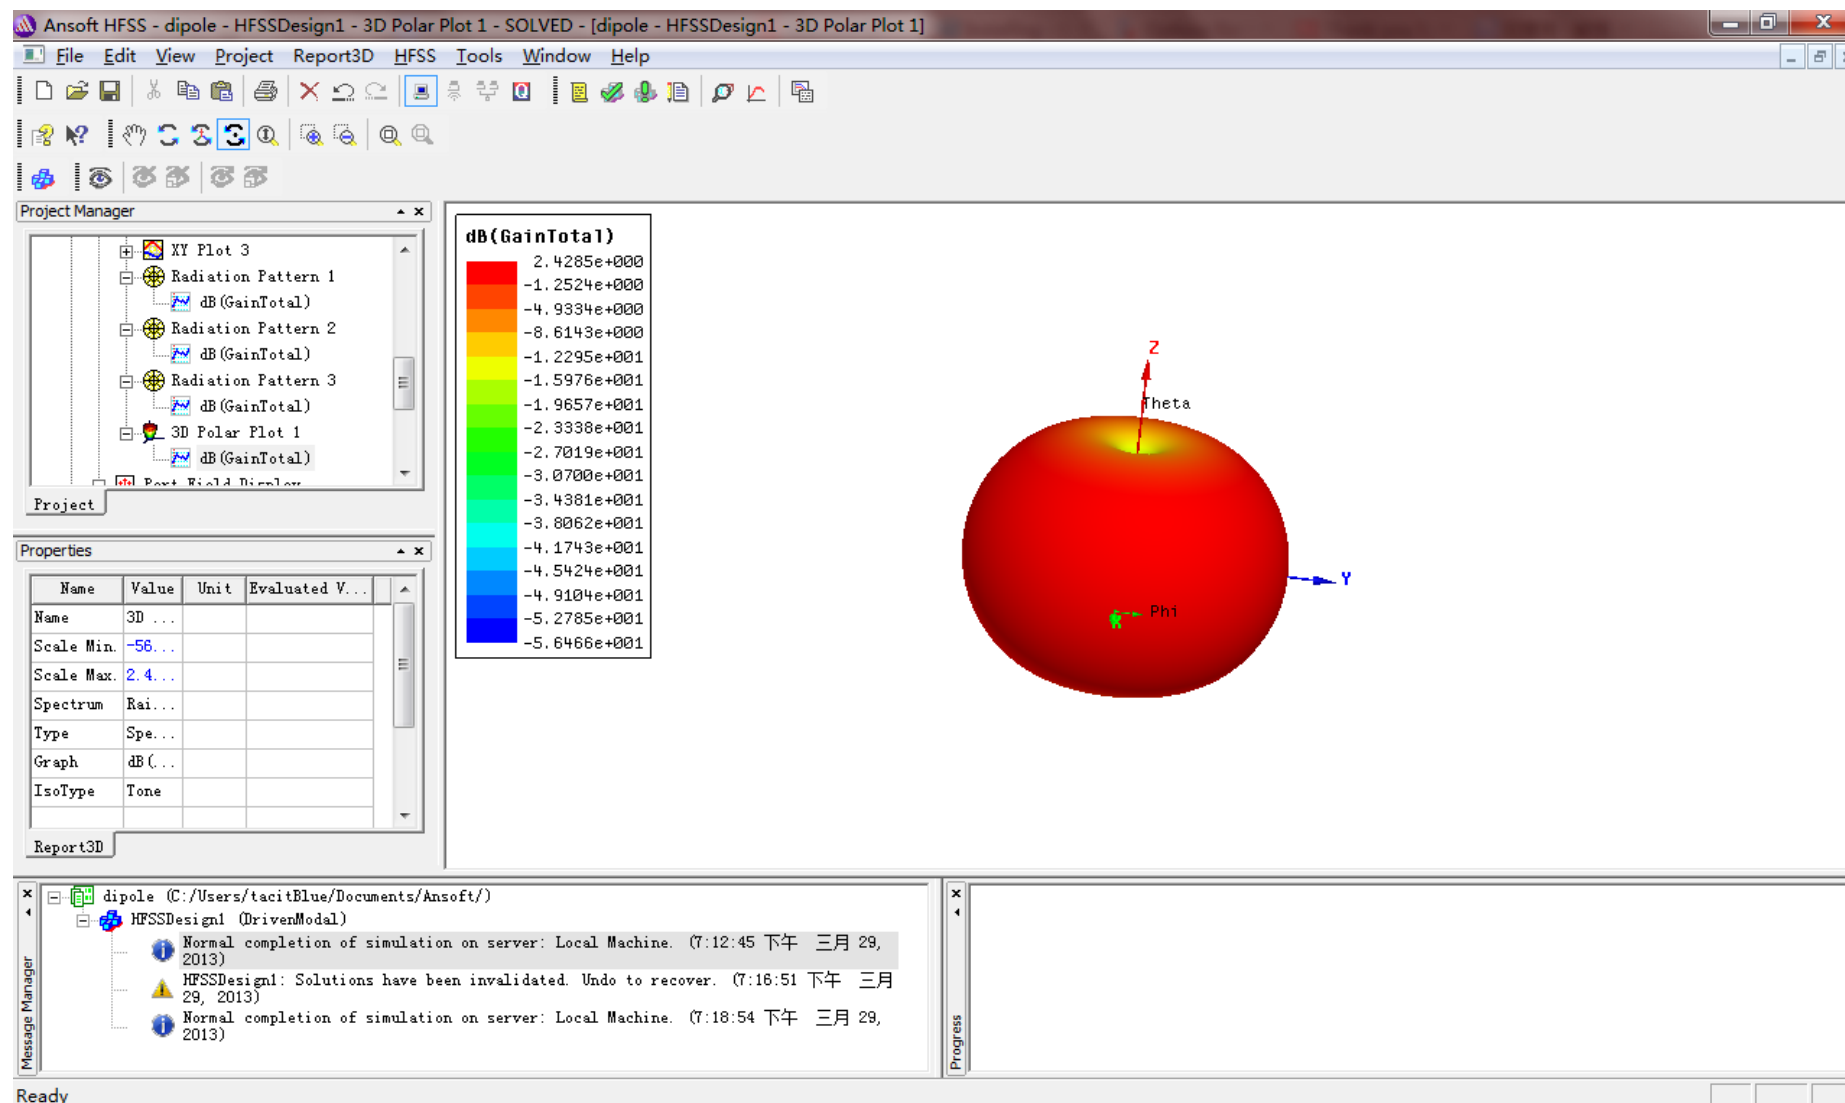 Ansoft HFSS - dipole - HFSSDesign1 - 3D Polar Plot 1 - SOLVED - [dipole - HFSSDesign1 - 3D Polar Plot 1]
File Edit View Project Report3D HFSS Tools Window Help
Project Manager
XY Plot 3
Radiation Pattern 1
dB(GainTotal)
Radiation Pattern 2
dB(GainTotal)
Radiation Pattern 3
dB(GainTotal)
3D Polar Plot 1
dB(GainTotal)
Port Field Display
Project
Properties
Name Value Unit Evaluated V...
Name 3D ...
Scale Min. -56...
Scale Max. 2.4...
Spectrum Rai...
Type Spe...
Graph dB(...
IsoType Tone
Report3D
dB(GainTotal)
2.4285e+000
-1.2524e+000
-4.9334e+000
-8.6143e+000
-1.2295e+001
-1.5976e+001
-1.9657e+001
-2.3338e+001
-2.7019e+001
-3.0700e+001
-3.4381e+001
-3.8062e+001
-4.1743e+001
-4.5424e+001
-4.9104e+001
-5.2785e+001
-5.6466e+001
Z
Theta
Y
Phi
Message Manager
dipole (C:/Users/tacitBlue/Documents/Ansoft/)
HFSSDesign1 (DrivenModal)
Normal completion of simulation on server: Local Machine. (7:12:45 下午 三月 29,
2013)
HFSSDesign1: Solutions have been invalidated. Undo to recover. (7:16:51 下午 三月
29, 2013)
Normal completion of simulation on server: Local Machine. (7:18:54 下午 三月 29,
2013)
Progress
Ready